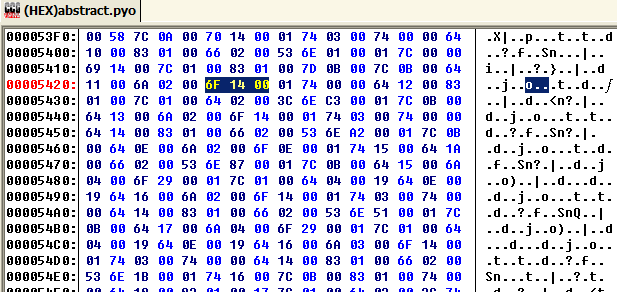 (HEX)abstract.pyo
000053F0: 00 58 7C 0A 00 70 14 00 01 74 03 00 74 00 00 64 .X|..p...t..t..d
00005400: 10 00 83 01 00 66 02 00 53 6E 01 00 01 7C 00 00 ..?.f..Sn...|..
00005410: 69 14 00 7C 01 00 83 01 00 7D 0B 00 7C 0B 00 64 i..|..?.}..|..d
00005420: 11 00 6A 02 00 6F 14 00 01 74 00 00 64 12 00 83 ..j..o...t..d../
00005430: 01 00 7C 01 00 64 02 00 3C 6E C3 00 01 7C 0B 00 ..|..d..<n?.|..
00005440: 64 13 00 6A 02 00 6F 14 00 01 74 03 00 74 00 00 d..j..o...t..t..
00005450: 64 14 00 83 01 00 66 02 00 53 6E A2 00 01 7C 0B d..?.f..Sn?.|.
00005460: 00 64 0E 00 6A 02 00 6F 0E 00 01 74 15 00 64 1A .d..j..o...t..d.
00005470: 00 66 02 00 53 6E 87 00 01 7C 0B 00 64 15 00 6A .f..Sn?.|..d..j
00005480: 04 00 6F 29 00 01 7C 01 00 64 04 00 19 64 0E 00 ..o)..|..d...d..
00005490: 19 64 16 00 6A 02 00 6F 14 00 01 74 03 00 74 00 .d..j..o...t..t.
000054A0: 00 64 14 00 83 01 00 66 02 00 53 6E 51 00 01 7C .d..?.f..SnQ..|
000054B0: 0B 00 64 17 00 6A 04 00 6F 29 00 01 7C 01 00 64 ..d..j..o)..|..d
000054C0: 04 00 19 64 0E 00 19 64 16 00 6A 02 00 6F 14 00 ...d...d..j..o..
000054D0: 01 74 03 00 74 00 00 64 14 00 83 01 00 66 02 00 .t..t..d..?.f..
000054E0: 53 6E 1B 00 01 74 16 00 7C 0B 00 83 01 00 74 00 Sn...t..|..?.t.